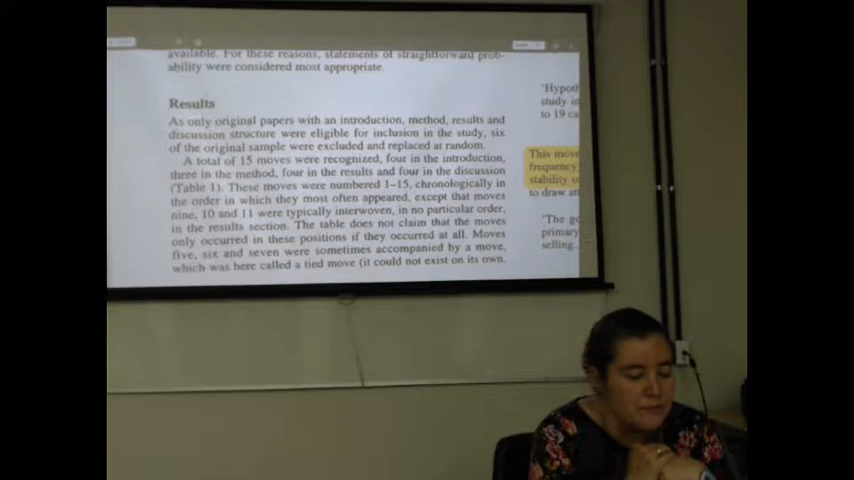 available. For these reasons, statements of straightforward prob-
ability were considered most appropriate
Results
As only original papers with an introduction, method, results and
discussion structure were eligible for inclusion in the study, six
of the original sample were excluded and replaced at random.
A total of 15 moves were recognized, four in the introduction,
three in the method, four in the results and four in the discussion
(Table 1). These moves were numbered 1–15, chronologically in
the order in which they most often appeared, except that moves
nine, 10 and 11 were typically interwoven, in no particular order,
in the results section. The table does not claim that the moves
only occurred in these positions if they occurred at all. Moves
five, six and seven were sometimes accompanied by a move,
which was here called a tied move (it could not exist on its own.
'Hypoth
study in
to 19 ca
This move
frequency
stability o
to draw
'The go
primary
selling..